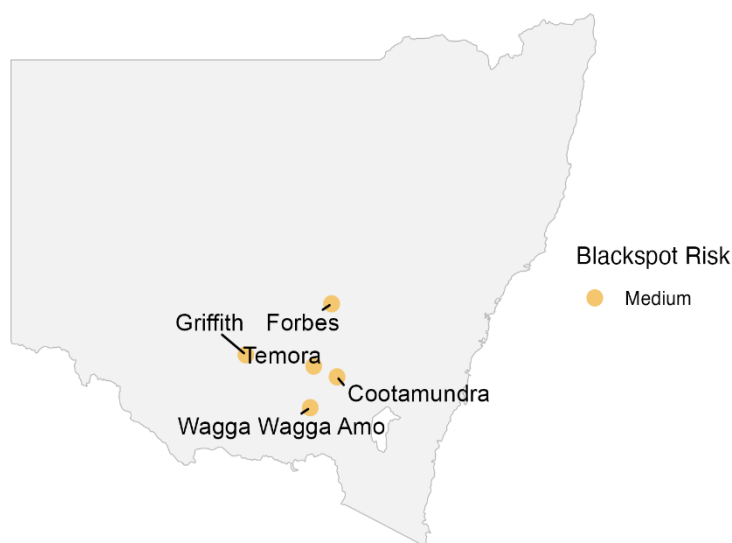 Blackspot Risk
Medium
Griffith
Forbes
Temora
Cootamundra
Wagga Wagga Amo